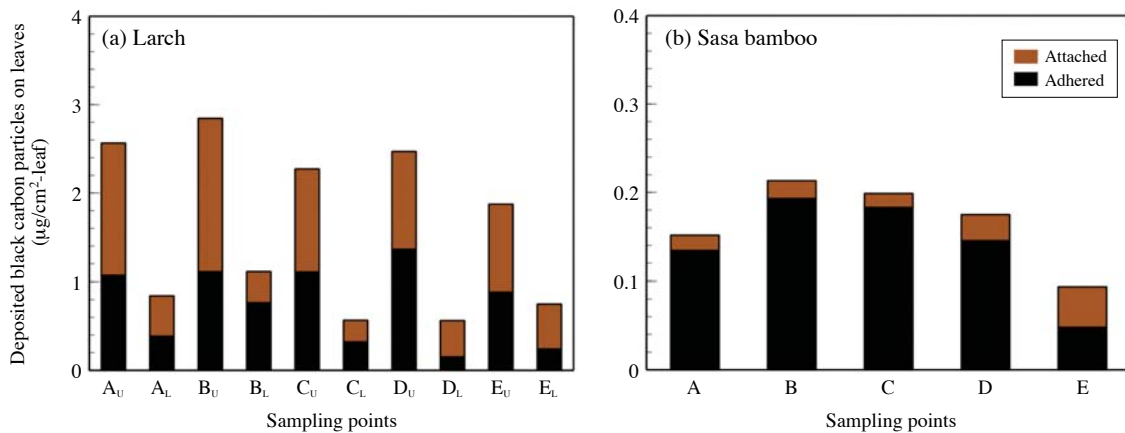 Deposited black carbon particles on leaves
(μg/cm²-leaf)
4
3
2
1
0
(a) Larch
A_U A_L B_U B_L C_U C_L D_U D_L E_U E_L
Sampling points
0.4
0.3
0.2
0.1
0
(b) Sasa bamboo
Attached
Adhered
A B C D E
Sampling points